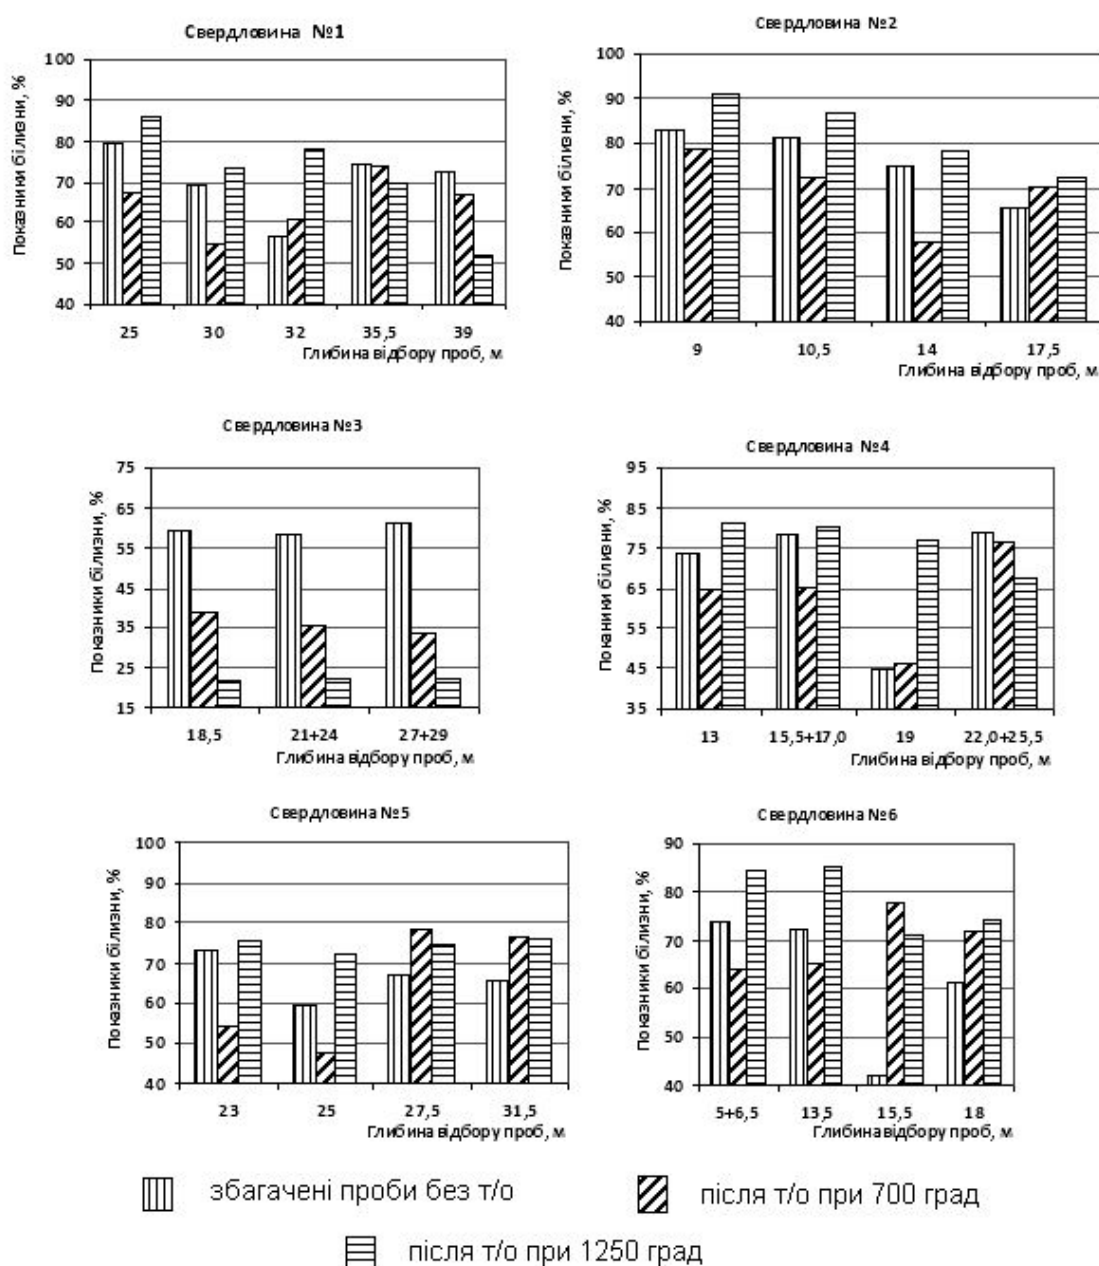 Свердловина №1
Показники білизни, %
100
90
80
70
60
50
40
25 30 32 35,5 39
Глибина відбору проб, м
Свердловина №2
Показники білизни, %
100
90
80
70
60
50
40
9 10,5 14 17,5
Глибина відбору проб, м
Свердловина №3
Показники білизни, %
75
65
55
45
35
25
15
18,5 21+24 27+29
Глибина відбору проб, м
Свердловина №4
Поканики білизни, %
95
85
75
65
55
45
35
13 15,5+17,0 19 22,0+25,5
Глибина відбору проб, м
Свердловина №5
Показники білизни, %
100
90
80
70
60
50
40
23 25 27,5 31,5
Глибина відбору проб, м
Свердловина №6
Показники білизни, %
90
80
70
60
50
40
5+6,5 13,5 15,5 18
Глибина відбору проб, м
збагачені проби без т/о
після т/о при 700 град
після т/о при 1250 град